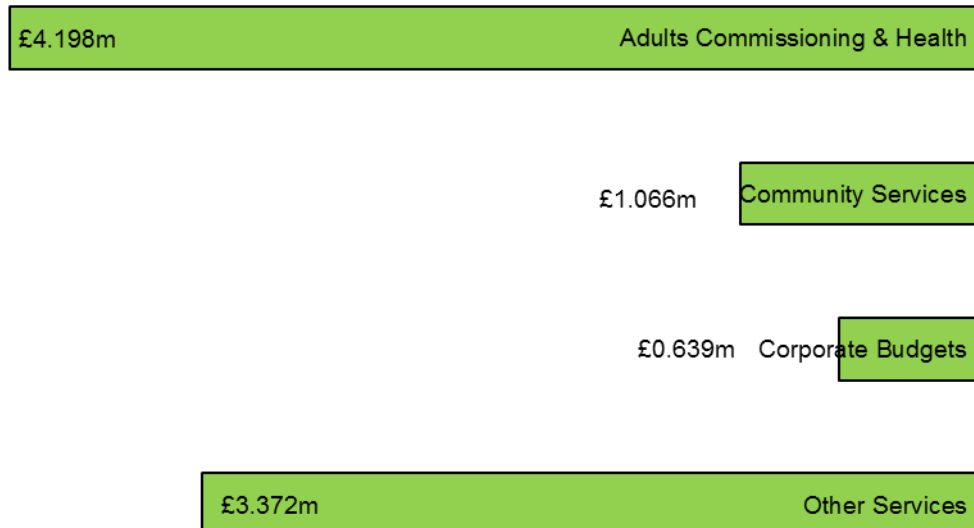 £4.198m Adults Commissioning & Health
£1.066m Community Services
£0.639m Corporate Budgets
£3.372m Other Services